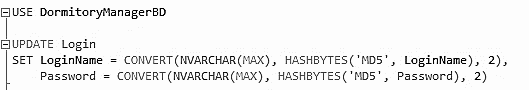 USE DormitoryManagerBD
UPDATE Login
SET LoginName = CONVERT(NVARCHAR(MAX), HASHBYTES('MD5', LoginName), 2),
Password = CONVERT(NVARCHAR(MAX), HASHBYTES('MD5', Password), 2)